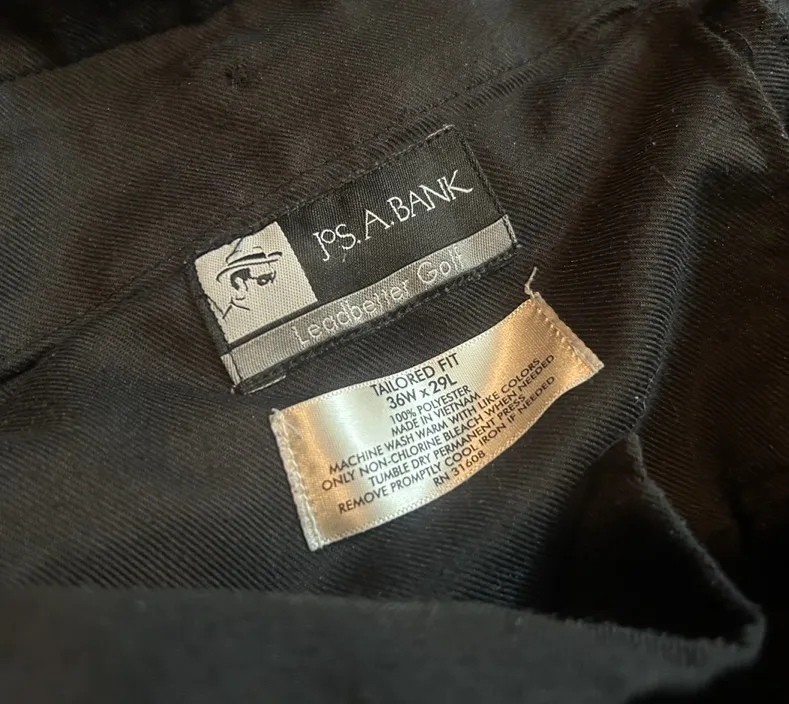 JOS. A. BANK
Leadbetter Golf
TAILORED FIT
36W x 29L
100% POLYESTER
MADE IN VIETNAM
MACHINE WASH WARM WITH LIKE COLORS
ONLY NON-CHLORINE BLEACH WHEN NEEDED
TUMBLE DRY PERMANENT PRESS
REMOVE PROMPTLY COOL IRON IF NEEDED
RN 31608